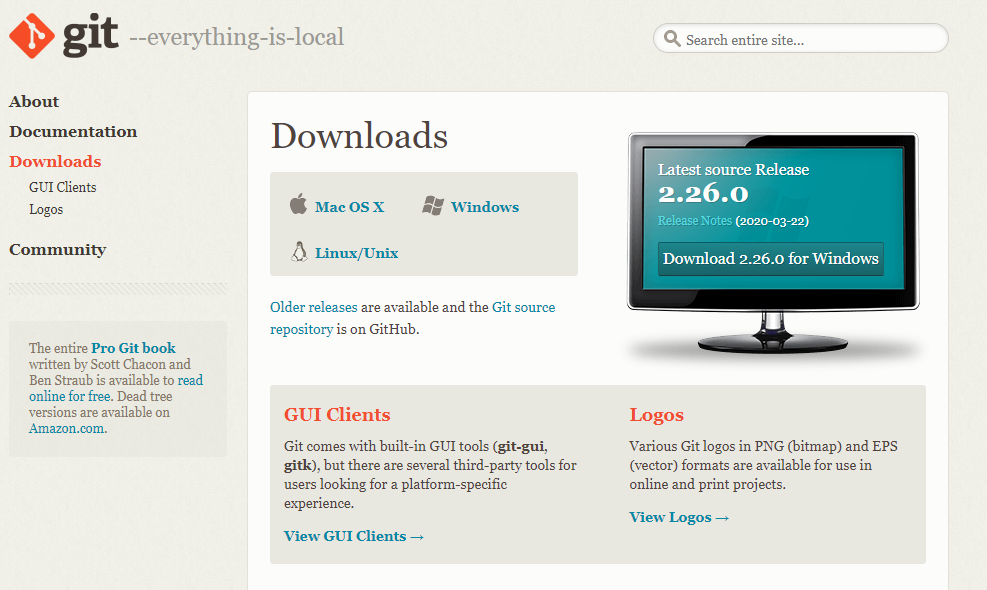 git --everything-is-local
Search entire site...
About
Documentation
Downloads
GUI Clients
Logos
Community
The entire Pro Git book
written by Scott Chacon and
Ben Straub is available to read
online for free. Dead tree
versions are available on
Amazon.com.
Downloads
Mac OS X
Windows
Linux/Unix
Older releases are available and the Git source
repository is on GitHub.
Latest source Release
2.26.0
Release Notes (2020-03-22)
Download 2.26.0 for Windows
GUI Clients
Git comes with built-in GUI tools (git-gui,
gitk), but there are several third-party tools for
users looking for a platform-specific
experience.
View GUI Clients →
Logos
Various Git logos in PNG (bitmap) and EPS
(vector) formats are available for use in
online and print projects.
View Logos →